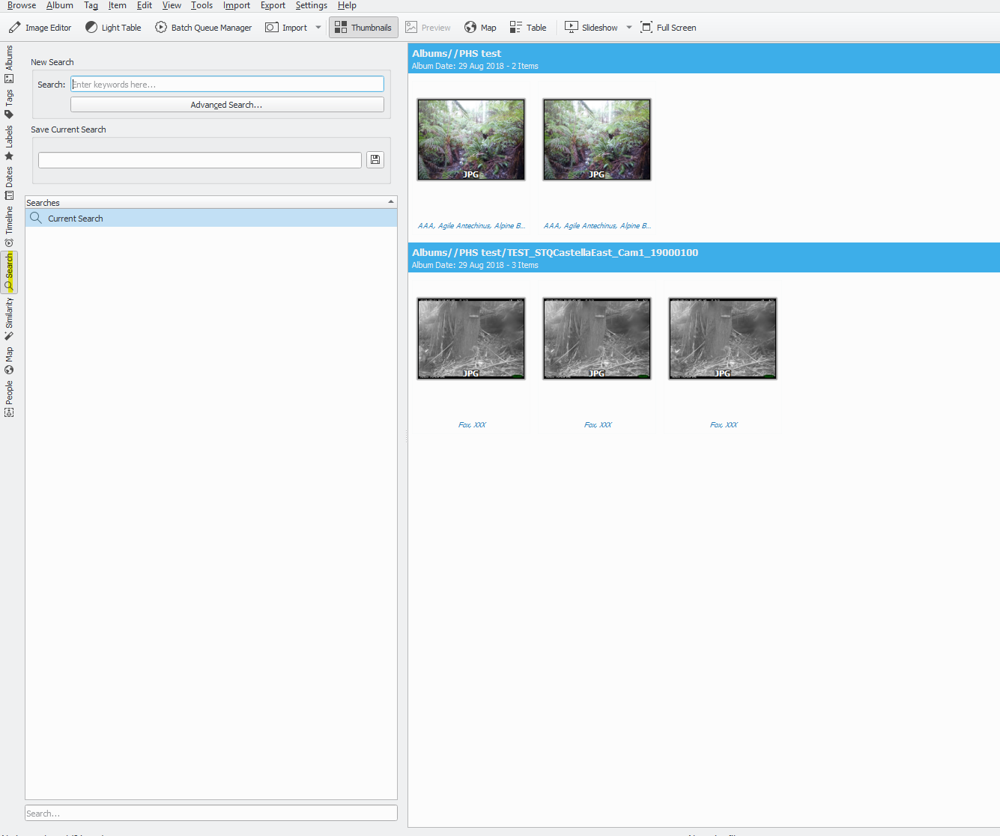 Browse Album Tag Item Edit View Tools Import Export Settings Help
Image Editor Light Table Batch Queue Manager Import Thumbnails Preview Map Table Slideshow Full Screen
Albums
Tags
Labels
Dates
Timeline
Search
Similarity
Map
People
New Search
Search: Enter keywords here...
Advanced Search...
Save Current Search
Searches
Current Search
Search...
Albums//PHS test
Album Date: 29 Aug 2018 - 2 Items
JPG JPG
AAA, Agile Antechinus, Alpine B... AAA, Agile Antechinus, Alpine B...
Albums//PHS test/TEST_STQCastellaEast_Cam1_19000100
Album Date: 29 Aug 2018 - 3 Items
JPG JPG JPG
Fox, XXX Fox, XXX Fox, XXX